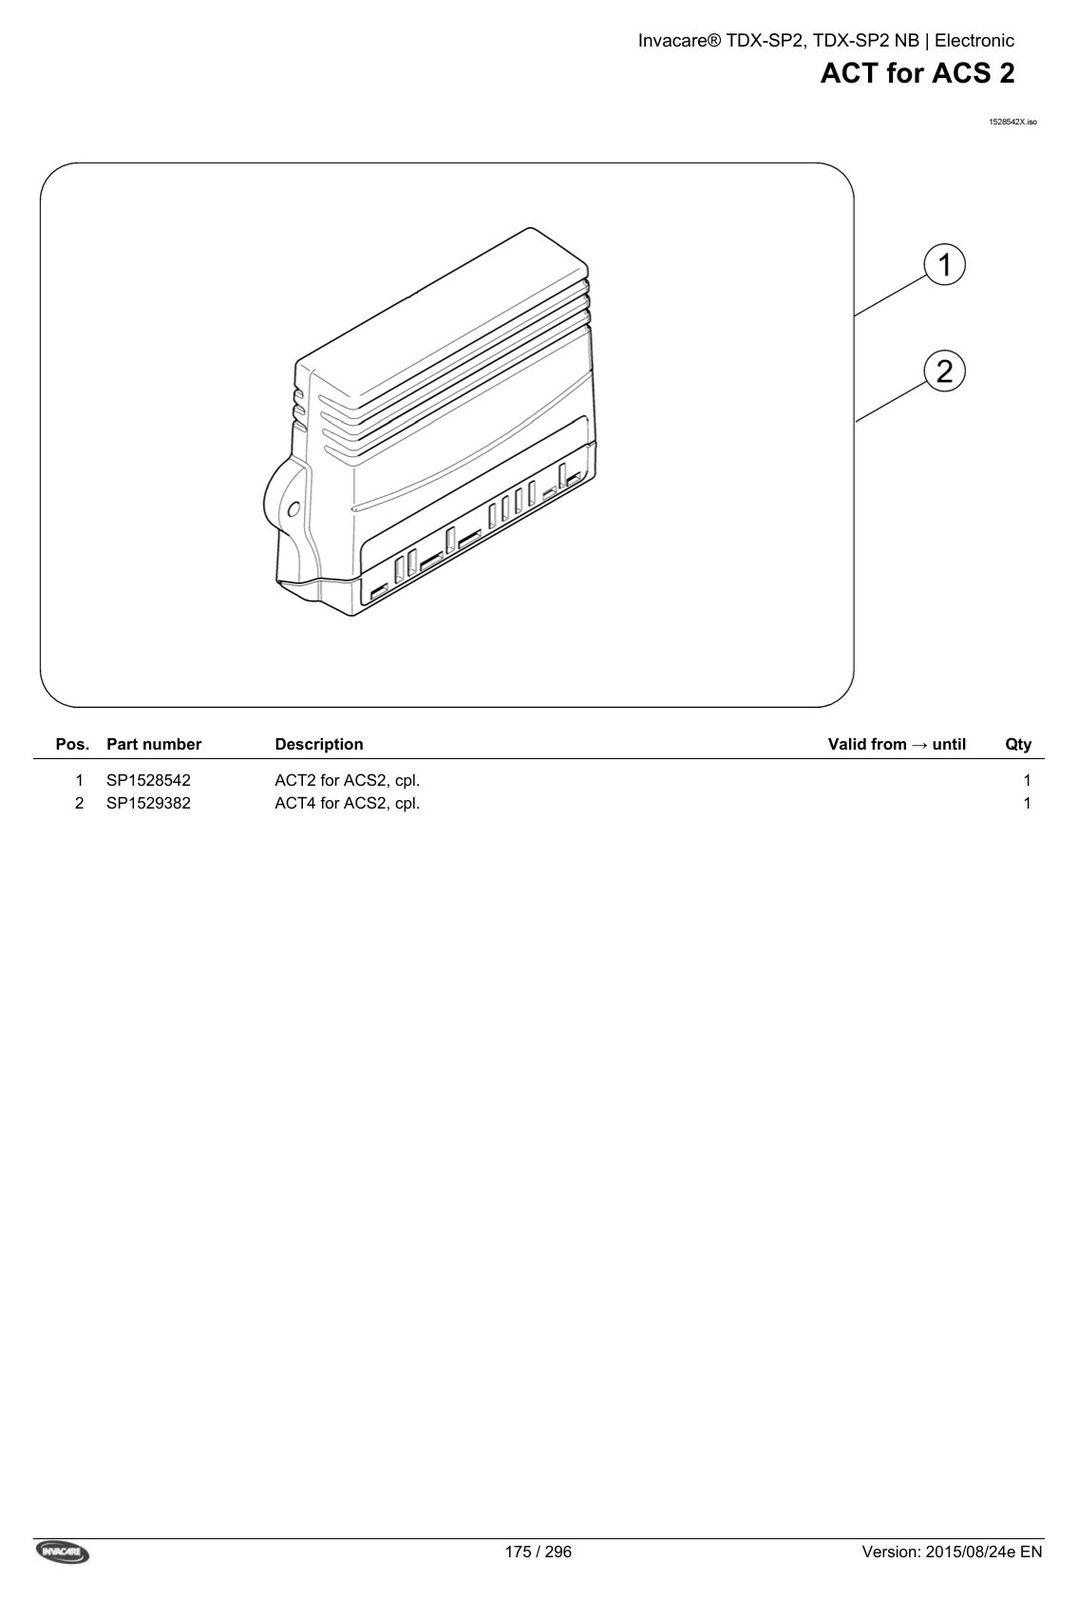 Invacare® TDX-SP2, TDX-SP2 NB | Electronic
ACT for ACS 2
1528542X.iso
1
2
Pos. Part number Description Valid from → until Qty
1 SP1528542 ACT2 for ACS2, cpl. 1
2 SP1529382 ACT4 for ACS2, cpl. 1
INVACARE 175 / 296 Version: 2015/08/24e EN